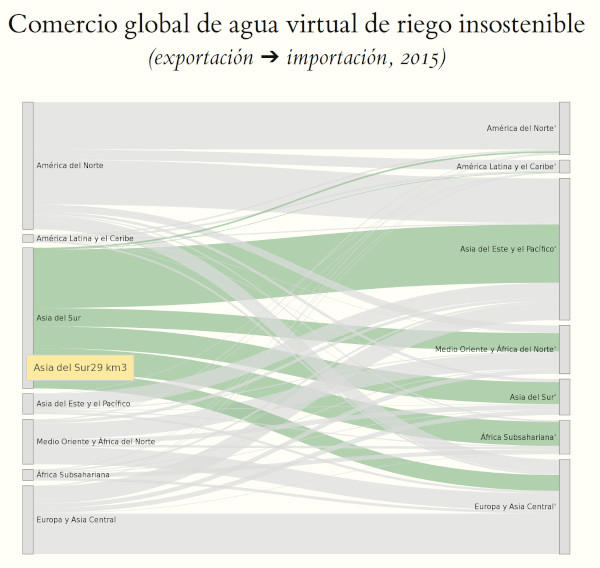 Comercio global de agua virtual de riego insostenible
(exportación ➔ importación, 2015)
América del Norte
América Latina y el Caribe
Asia del Sur
Asia del Sur29 km3
Asia del Este y el Pacífico
Medio Oriente y África del Norte
África Subsahariana
Europa y Asia Central
América del Norte'
América Latina y el Caribe'
Asia del Este y el Pacífico'
Medio Oriente y África del Norte'
Asia del Sur'
África Subsahariana'
Europa y Asia Central'